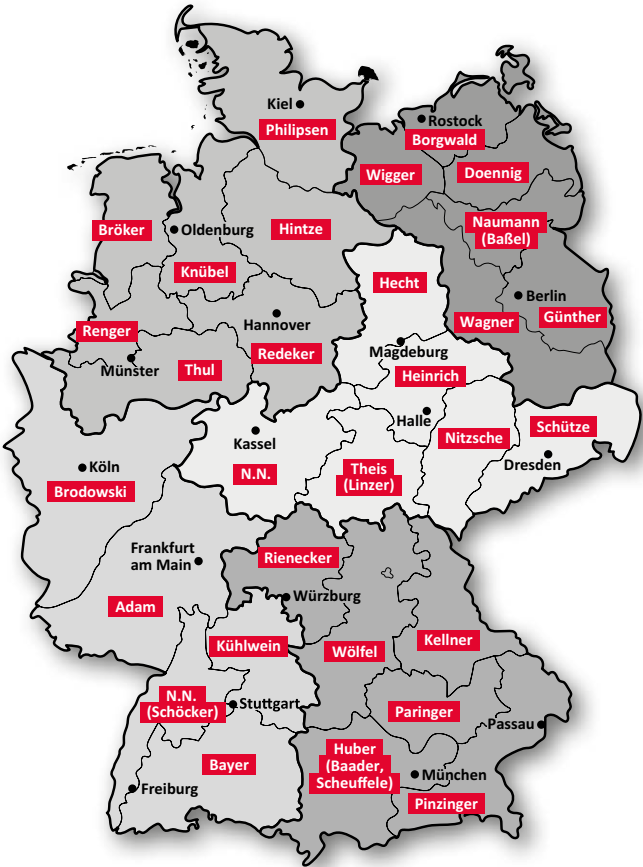 Kiel
Philipsen
Rostock
Borgwald
Wigger
Doennig
Bröker
Oldenburg
Hintze
Naumann
(Baßel)
Knübel
Hecht
Berlin
Hannover
Wagner
Günther
Renger
Münster
Thul
Redeker
Magdeburg
Heinrich
Halle
Kassel
Nitzsche
Schütze
Köln
Brodowski
N.N.
Theis
(Linzer)
Dresden
Frankfurt
am Main
Rienecker
Würzburg
Adam
Kühlwein
Wölfel
Kellner
N.N.
(Schöcker)
Stuttgart
Paringer
Passau
Bayer
Huber
(Baader,
Scheuffele)
München
Freiburg
Pinzinger